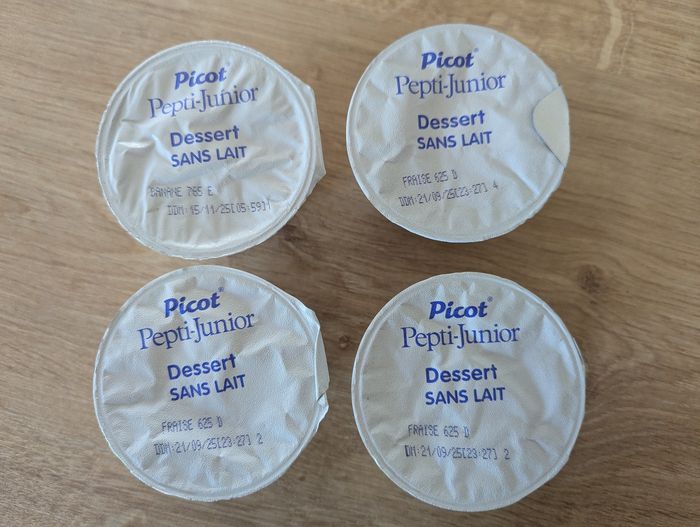 Picot®
Pepti-Junior
Dessert
SANS LAIT
BANANE 765 E
DDM:15/11/25[05:59]1
Picot®
Pepti-Junior
Dessert
SANS LAIT
FRAISE 625 D
DDM:21/09/25[23:27] 4
Picot®
Pepti-Junior
Dessert
SANS LAIT
FRAISE 625 D
DDM:21/09/25[23:27] 2
Picot®
Pepti-Junior
Dessert
SANS LAIT
FRAISE 625 D
DM:21/09/25[23:27] 2